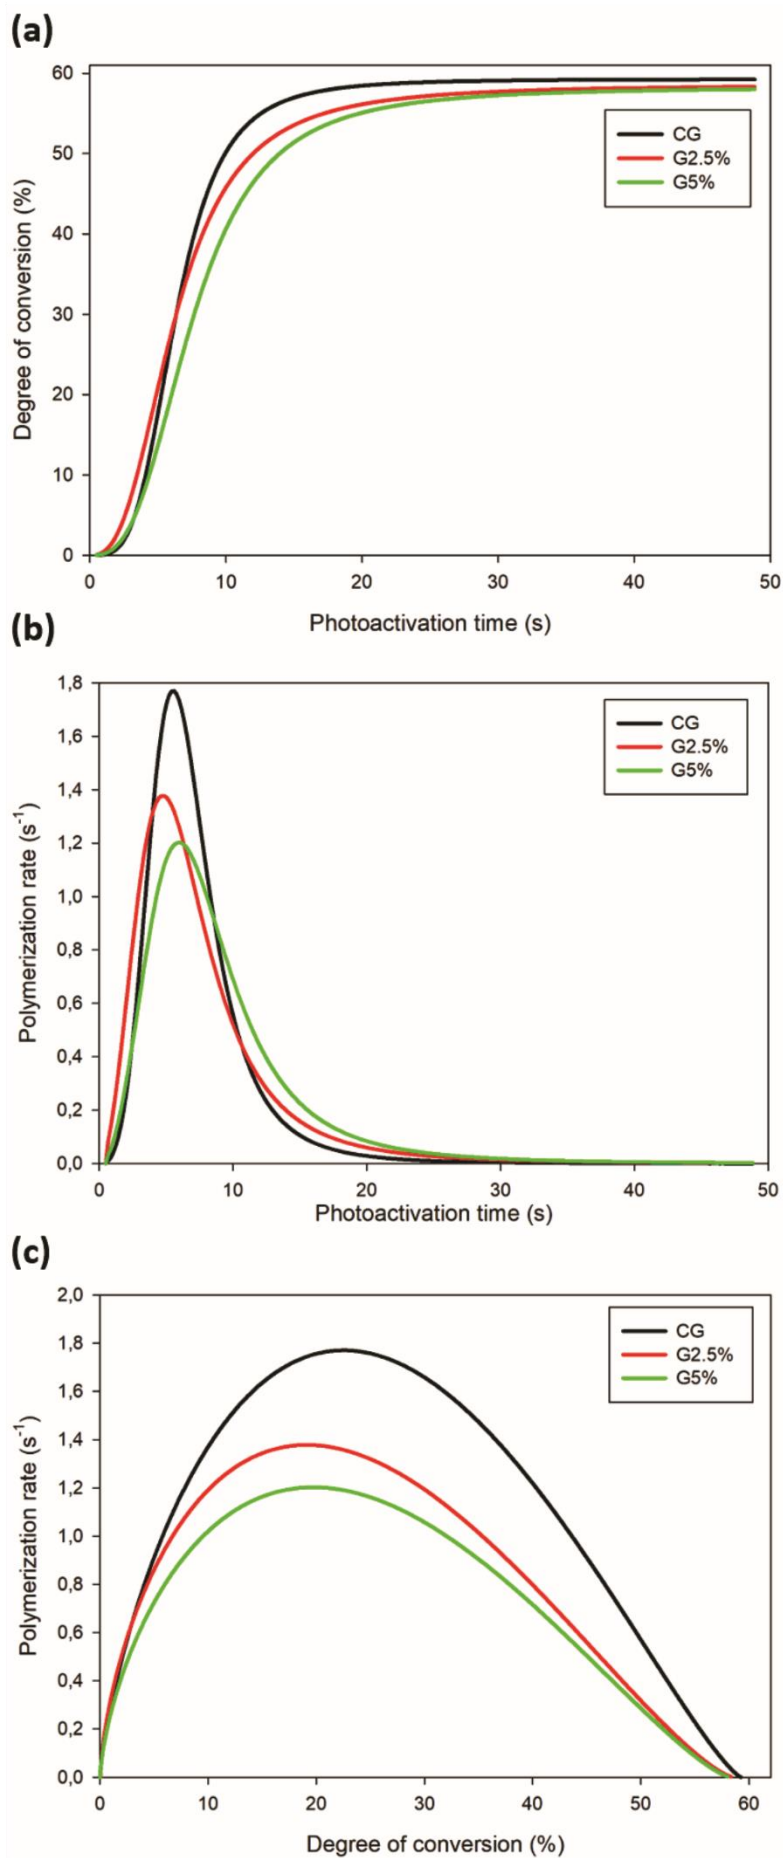 (a)
60
50
40
30
20
10
0
Degree of conversion (%)
CG
G2.5%
G5%
0 10 20 30 40 50
Photoactivation time (s)
(b)
1,8
1,6
1,4
1,2
1,0
0,8
0,6
0,4
0,2
0,0
Polymerization rate (s⁻¹)
CG
G2.5%
G5%
0 10 20 30 40 50
Photoactivation time (s)
(c)
2,0
1,8
1,6
1,4
1,2
1,0
0,8
0,6
0,4
0,2
0,0
Polymerization rate (s⁻¹)
CG
G2.5%
G5%
0 10 20 30 40 50 60
Degree of conversion (%)